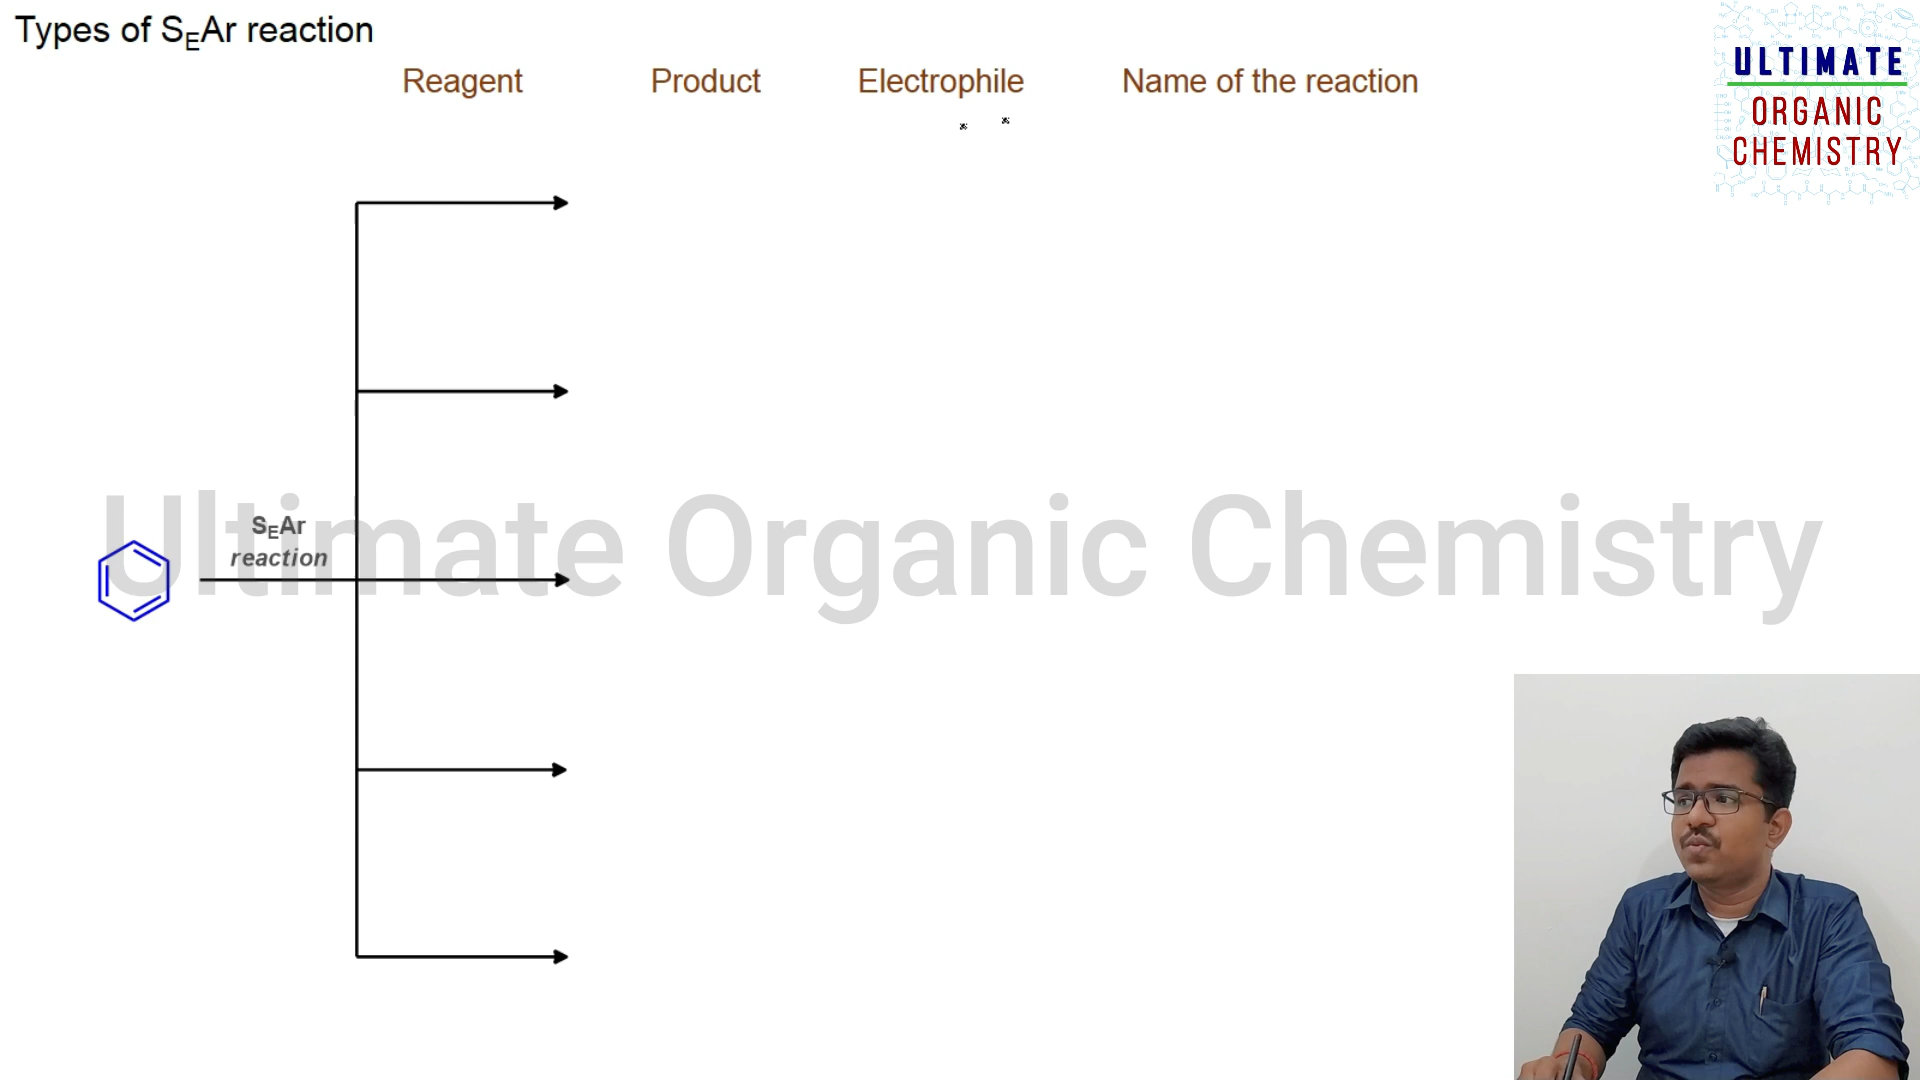 Types of SEAr reaction
Reagent Product Electrophile Name of the reaction
ULTIMATE
ORGANIC
CHEMISTRY
SEAr
reaction
Ultimate Organic Chemistry